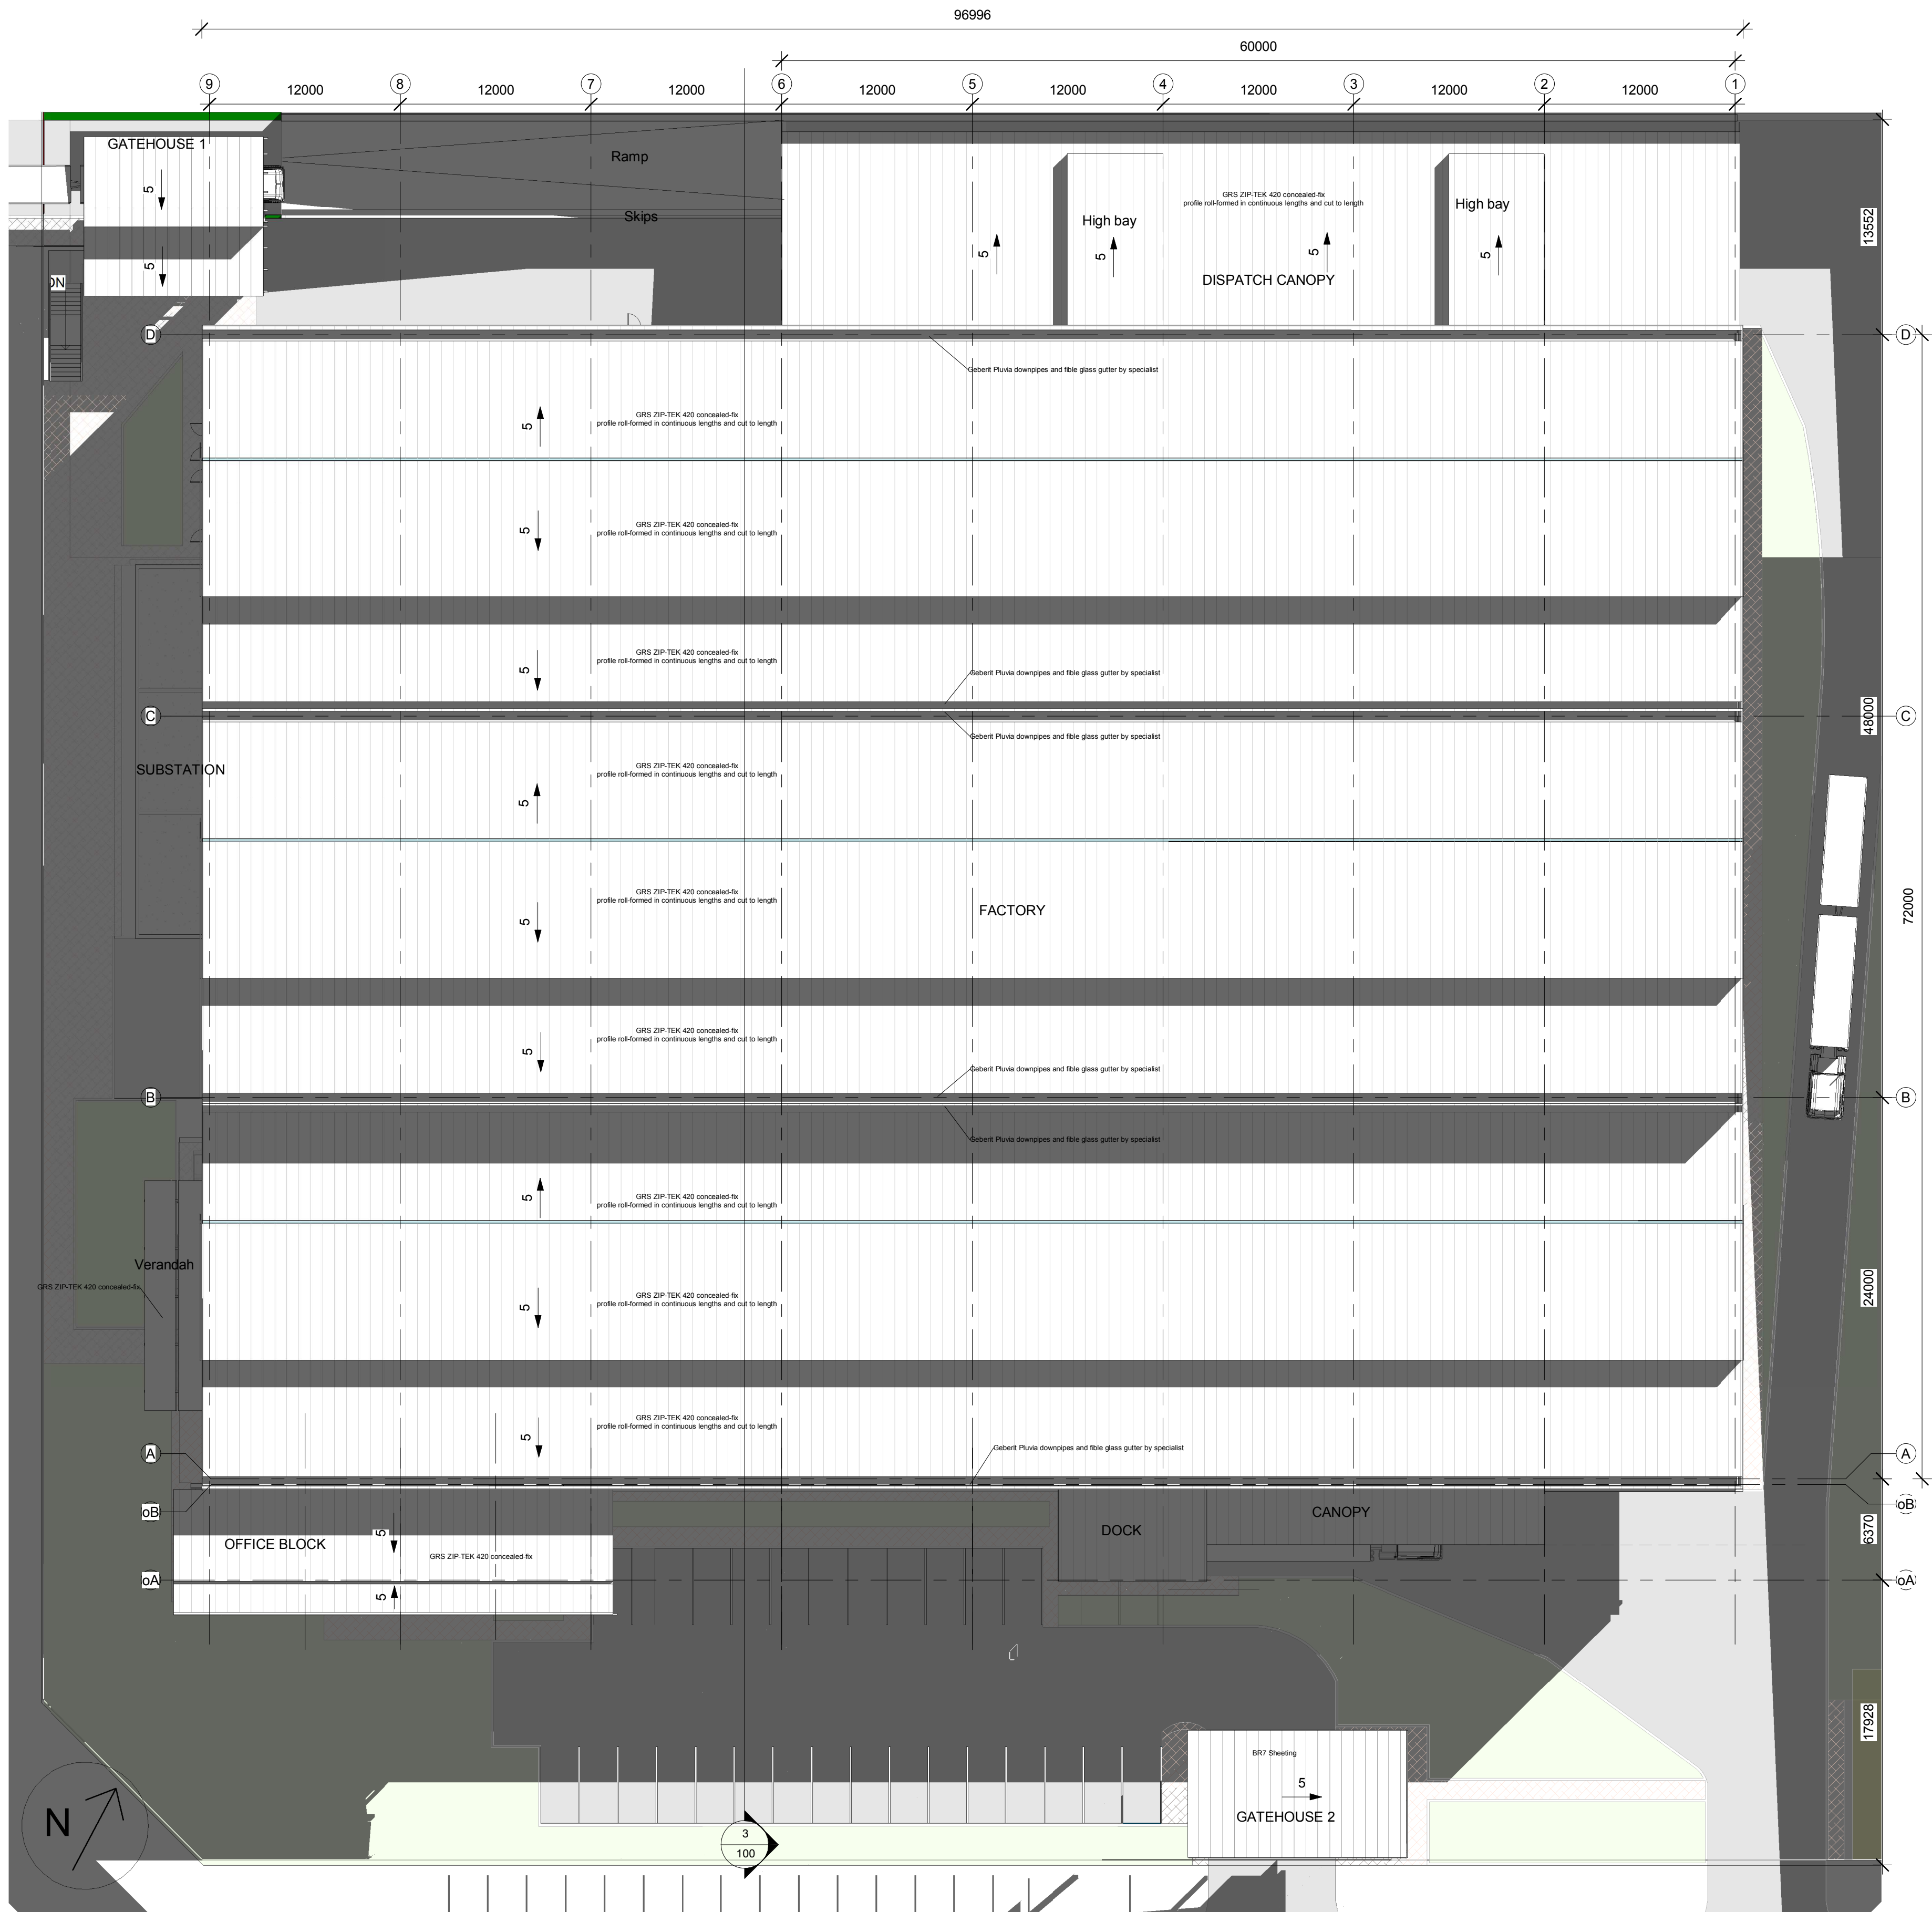 96996
60000
9 12000 8 12000 7 12000 6 12000 5 12000 4 12000 3 12000 2 12000 1
GATEHOUSE 1
5
5
ON
Ramp
Skips
High bay
5
5
GRS ZIP-TEK 420 concealed-fix
profile roll-formed in continuous lengths and cut to length
High bay
5
5
DISPATCH CANOPY
13552
D
D
Geberit Pluvia downpipes and fible glass gutter by specialist
GRS ZIP-TEK 420 concealed-fix
profile roll-formed in continuous lengths and cut to length
5
GRS ZIP-TEK 420 concealed-fix
profile roll-formed in continuous lengths and cut to length
5
GRS ZIP-TEK 420 concealed-fix
profile roll-formed in continuous lengths and cut to length
5
Geberit Pluvia downpipes and fible glass gutter by specialist
C
C
48000
Geberit Pluvia downpipes and fible glass gutter by specialist
SUBSTATION
GRS ZIP-TEK 420 concealed-fix
profile roll-formed in continuous lengths and cut to length
5
GRS ZIP-TEK 420 concealed-fix
profile roll-formed in continuous lengths and cut to length
5
FACTORY
72000
GRS ZIP-TEK 420 concealed-fix
profile roll-formed in continuous lengths and cut to length
5
Geberit Pluvia downpipes and fible glass gutter by specialist
B
B
Geberit Pluvia downpipes and fible glass gutter by specialist
GRS ZIP-TEK 420 concealed-fix
profile roll-formed in continuous lengths and cut to length
5
Verandah
GRS ZIP-TEK 420 concealed-fix
GRS ZIP-TEK 420 concealed-fix
profile roll-formed in continuous lengths and cut to length
5
24000
GRS ZIP-TEK 420 concealed-fix
profile roll-formed in continuous lengths and cut to length
5
Geberit Pluvia downpipes and fible glass gutter by specialist
A
A
oB
oB
OFFICE BLOCK
5
GRS ZIP-TEK 420 concealed-fix
DOCK
CANOPY
6370
oA
oA
5
17928
BR7 Sheeting
5
GATEHOUSE 2
N
3
100